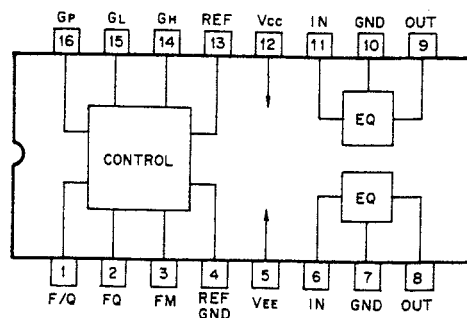 GP GL GH REF VCC IN GND OUT
16 15 14 13 12 11 10 9
EQ
CONTROL
EQ
1 2 3 4 5 6 7 8
F/Q FQ FM REF GND VEE IN GND OUT